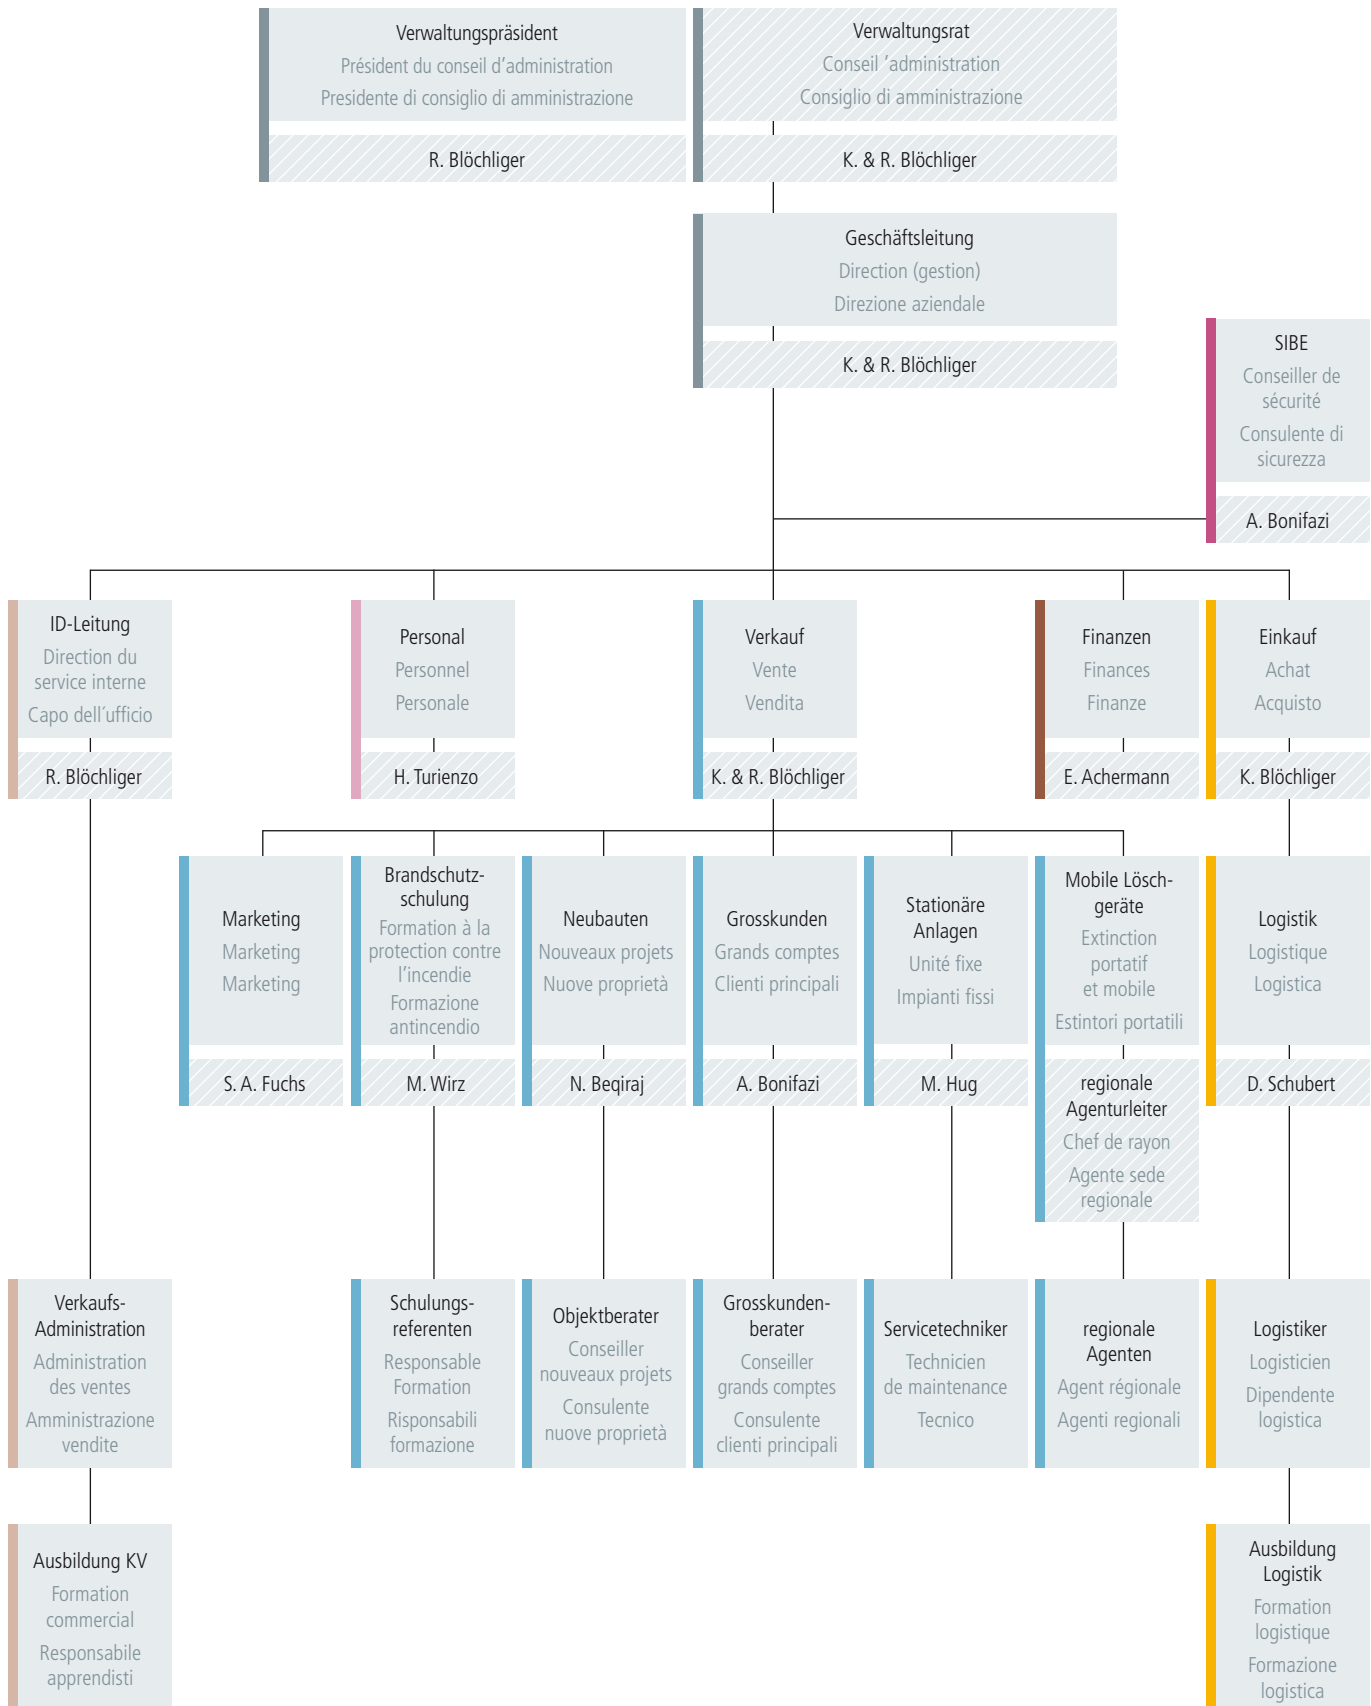 Verwaltungspräsident
Président du conseil d'administration
Presidente di consiglio di amministrazione
R. Blöchliger
Verwaltungsrat
Conseil 'administration
Consiglio di amministrazione
K. & R. Blöchliger
Geschäftsleitung
Direction (gestion)
Direzione aziendale
K. & R. Blöchliger
SIBE
Conseiller de
sécurité
Consulente di
sicurezza
A. Bonifazi
ID-Leitung
Direction du
service interne
Capo dell´ufficio
R. Blöchliger
Personal
Personnel
Personale
H. Turienzo
Verkauf
Vente
Vendita
K. & R. Blöchliger
Finanzen
Finances
Finanze
E. Achermann
Einkauf
Achat
Acquisto
K. Blöchliger
Marketing
Marketing
Marketing
S. A. Fuchs
Brandschutz-
schulung
Formation à la
protection contre
l'incendie
Formazione
antincendio
M. Wirz
Neubauten
Nouveaux projets
Nuove proprietà
N. Beqiraj
Grosskunden
Grands comptes
Clienti principali
A. Bonifazi
Stationäre
Anlagen
Unité fixe
Impianti fissi
M. Hug
Mobile Lösch-
geräte
Extinction
portatif
et mobile
Estintori portatili
regionale
Agenturleiter
Chef de rayon
Agente sede
regionale
Logistik
Logistique
Logistica
D. Schubert
Verkaufs-
Administration
Administration
des ventes
Amministrazione
vendite
Schulungs-
referenten
Responsable
Formation
Risponsabili
formazione
Objektberater
Conseiller
nouveaux projets
Consulente
nuove proprietà
Grosskunden-
berater
Conseiller
grands comptes
Consulente
clienti principali
Servicetechniker
Technicien
de maintenance
Tecnico
regionale
Agenten
Agent régionale
Agenti regionali
Logistiker
Logisticien
Dipendente
logistica
Ausbildung KV
Formation
commercial
Responsabile
apprendisti
Ausbildung
Logistik
Formation
logistique
Formazione
logistica